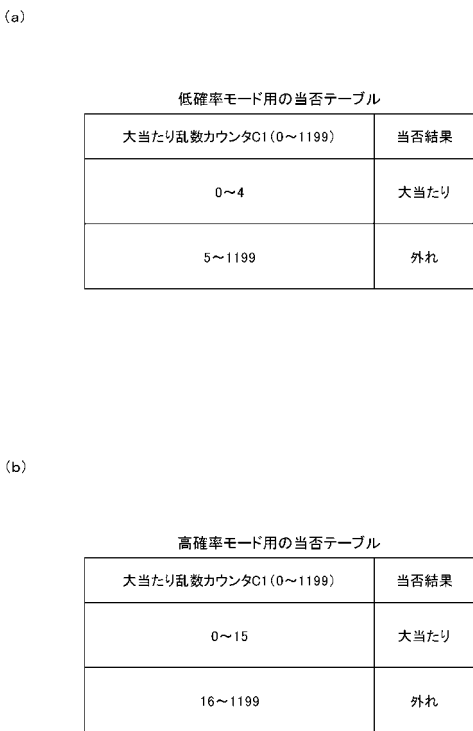 (a)
低確率モード用の当否テーブル
大当たり乱数カウンタC1(0～1199) 当否結果
0～4 大当たり
5～1199 外れ
(b)
高確率モード用の当否テーブル
大当たり乱数カウンタC1(0～1199) 当否結果
0～15 大当たり
16～1199 外れ